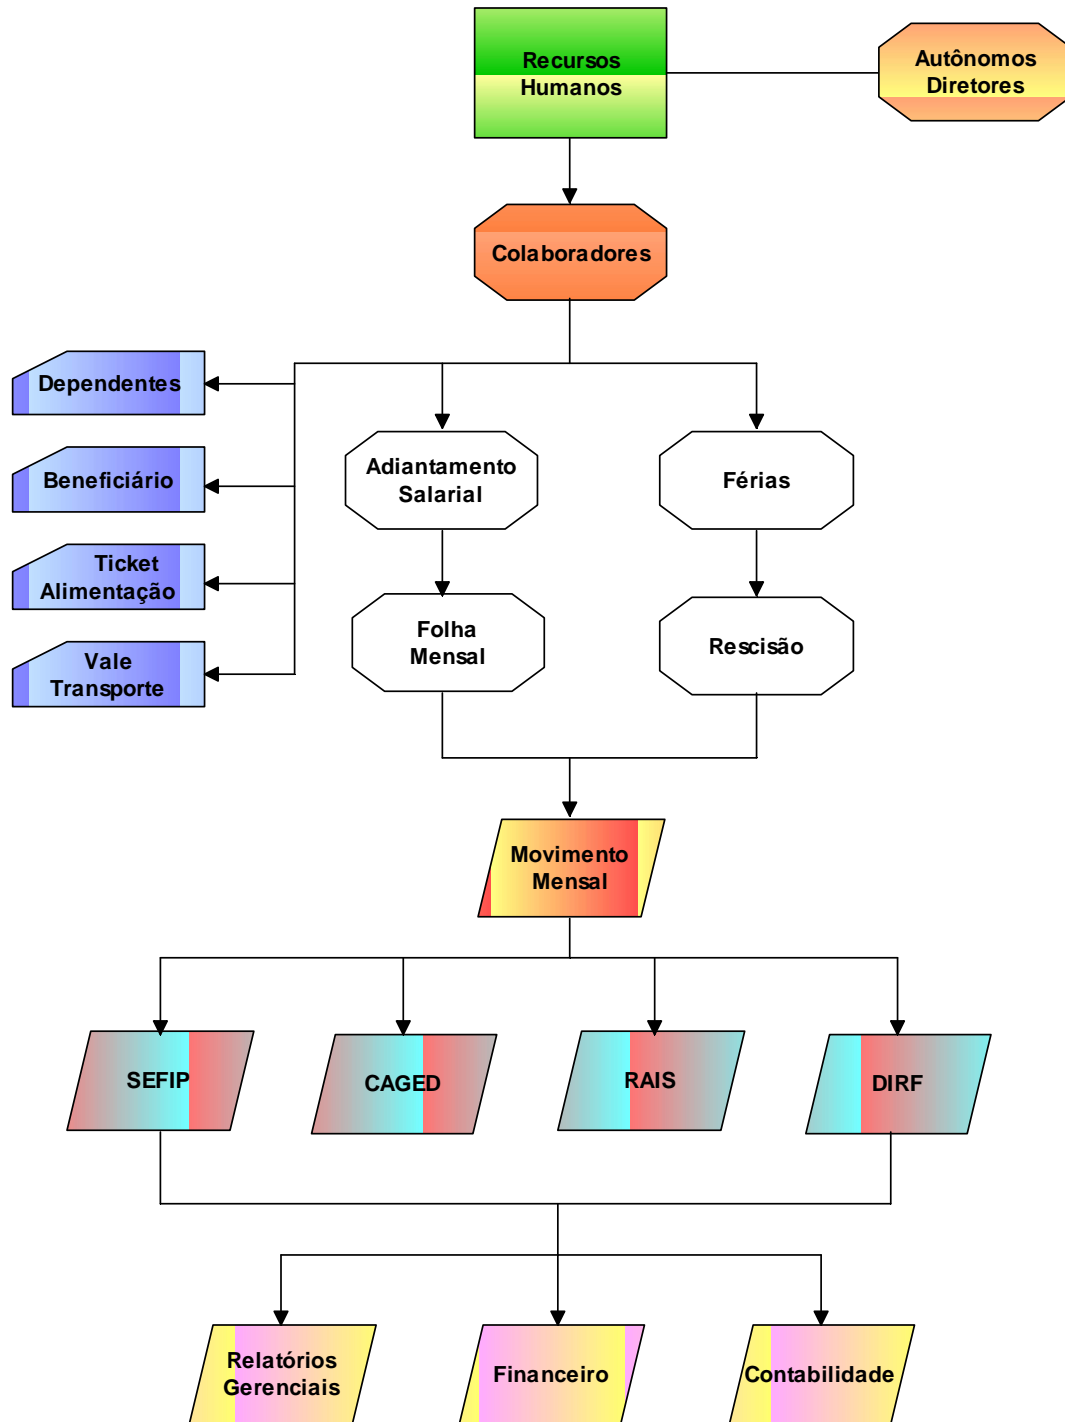 Recursos
Humanos
Autônomos
Diretores
Colaboradores
Dependentes
Beneficiário
Ticket
Alimentação
Vale
Transporte
Adiantamento
Salarial
Férias
Folha
Mensal
Rescisão
Movimento
Mensal
SEFIP
CAGED
RAIS
DIRF
Relatórios
Gerenciais
Financeiro
Contabilidade